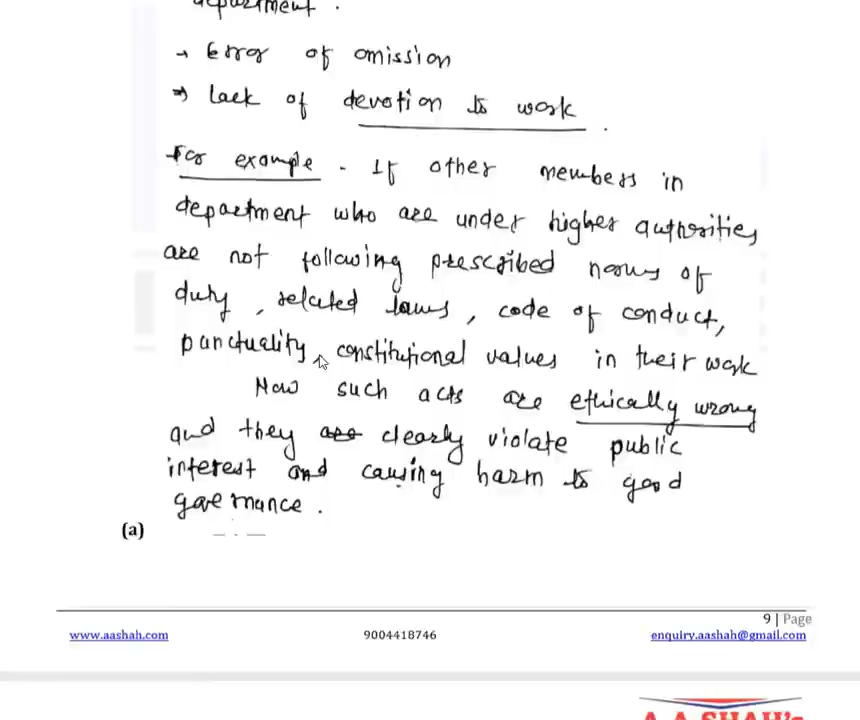 department.
→ Error of omission
⇒ lack of devotion to work.
for example - If other members in
department who are under higher authorities
are not following prescribed norms of
duty, related laws, code of conduct,
punctuality, constitutional values in their work
Now such acts are ethically wrong
and they are clearly violate public
interest and causing harm to good
governance.
(a)
9 | Page
www.aashah.com 9004418746 enquiry.aashah@gmail.com
A.A.SHAH's